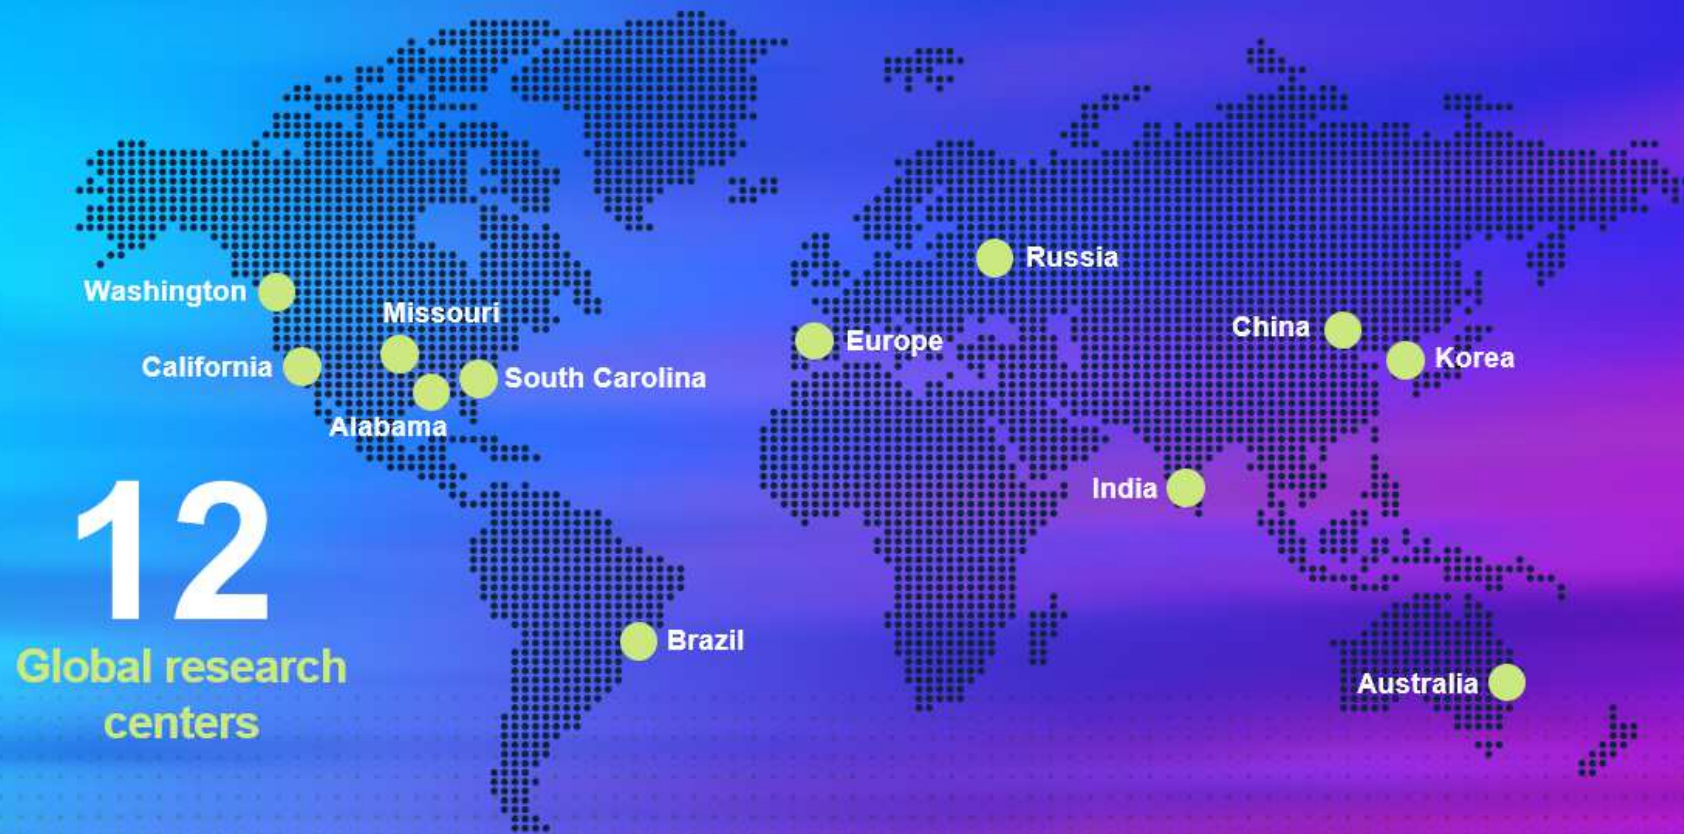 Washington
Missouri
California
South Carolina
Alabama
Russia
Europe
China
Korea
India
Brazil
Australia
12
Global research
centers